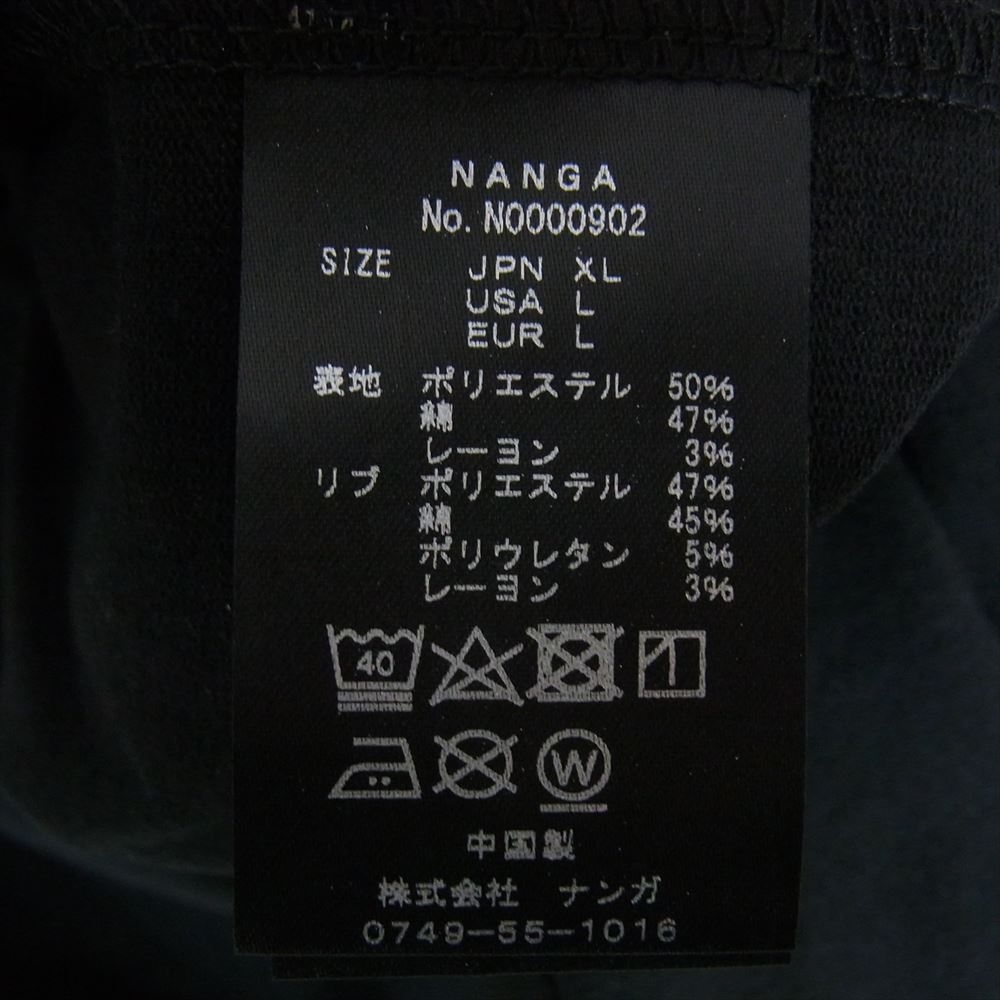 NANGA
No. N0000902
SIZE JPN XL
USA L
EUR L
表地 ポリエステル 50%
綿 47%
レーヨン 3%
リブ ポリエステル 47%
綿 45%
ポリウレタン 5%
レーヨン 3%
40
W
中国製
株式会社 ナンガ
0749-55-1016